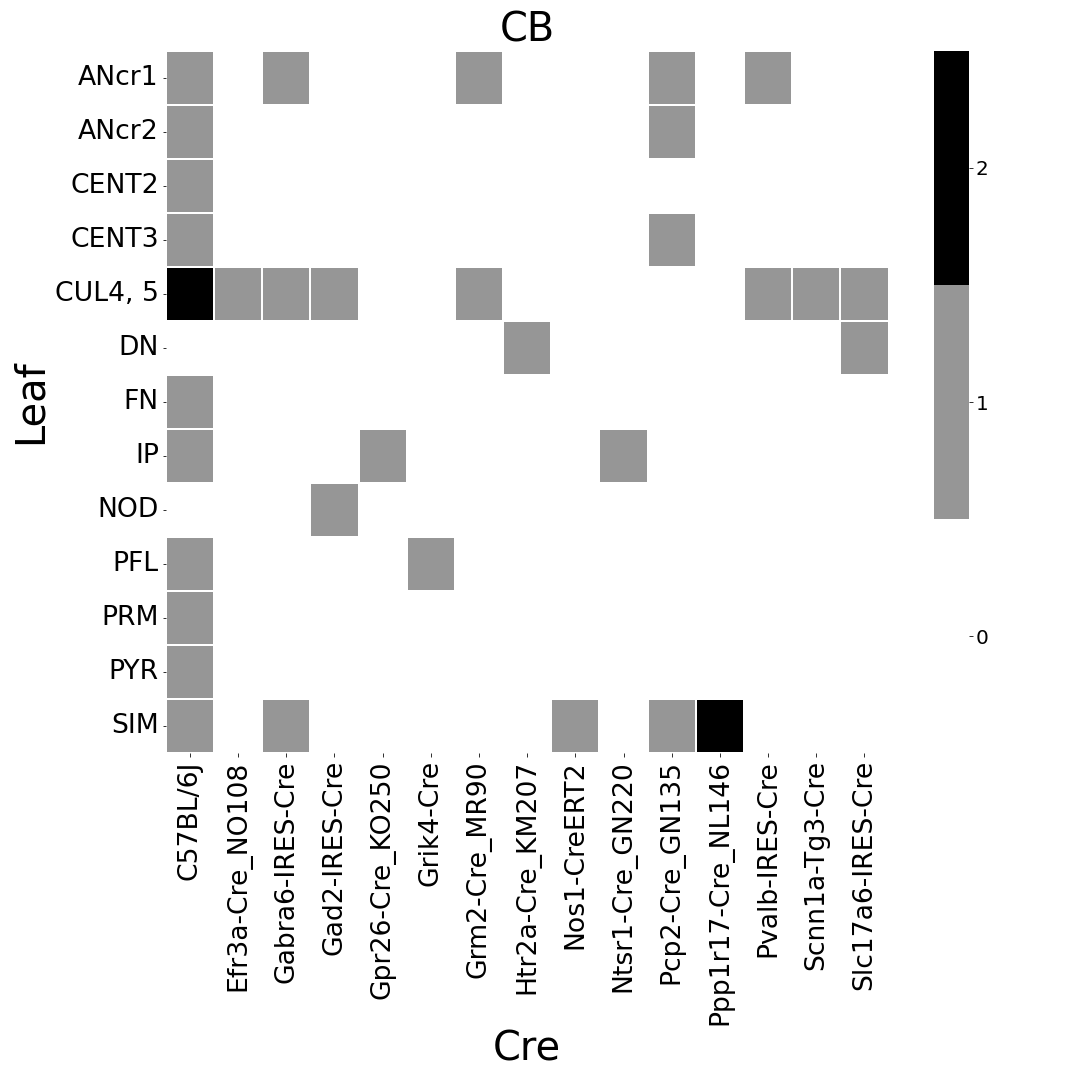 CB
ANcr1
ANcr2
CENT2
CENT3
CUL4, 5
DN
FN
IP
NOD
PFL
PRM
PYR
SIM
Leaf
C57BL/6J
Efr3a-Cre_NO108
Gabra6-IRES-Cre
Gad2-IRES-Cre
Gpr26-Cre_KO250
Grik4-Cre
Grm2-Cre_MR90
Htr2a-Cre_KM207
Nos1-CreERT2
Ntsr1-Cre_GN220
Pcp2-Cre_GN135
Ppp1r17-Cre_NL146
Pvalb-IRES-Cre
Scnn1a-Tg3-Cre
Slc17a6-IRES-Cre
Cre
2
1
0